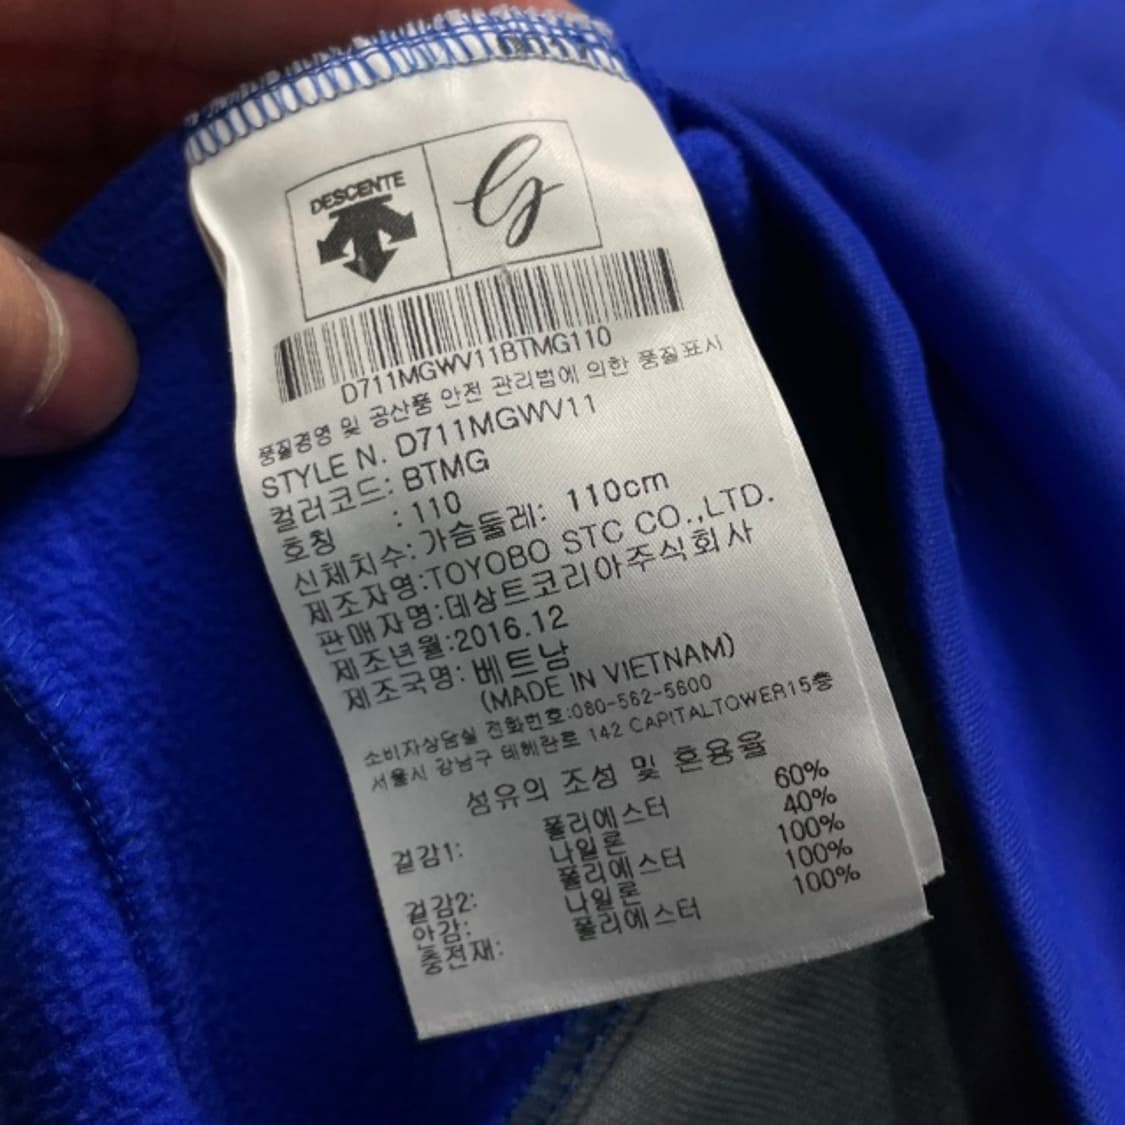 DESCENTE
G
D711MGWV11BTMG110
품질경영 및 공산품 안전 관리법에 의한 품질표시
STYLE N. D711MGWV11
컬러코드: BTMG
호칭 : 110
신체치수: 가슴둘레: 110cm
제조자명:TOYOBO STC CO.,LTD.
판매자명:데상트코리아주식회사
제조년월:2016.12
제조국명: 베트남
(MADE IN VIETNAM)
소비자상담실 전화번호:080-562-5600
서울시 강남구 테헤란로 142 CAPITALTOWER15층
섬유의 조성 및 혼용율
겉감1: 폴리에스터 60%
나일론 40%
겉감2: 폴리에스터 100%
안감: 나일론 100%
충전재: 폴리에스터 100%